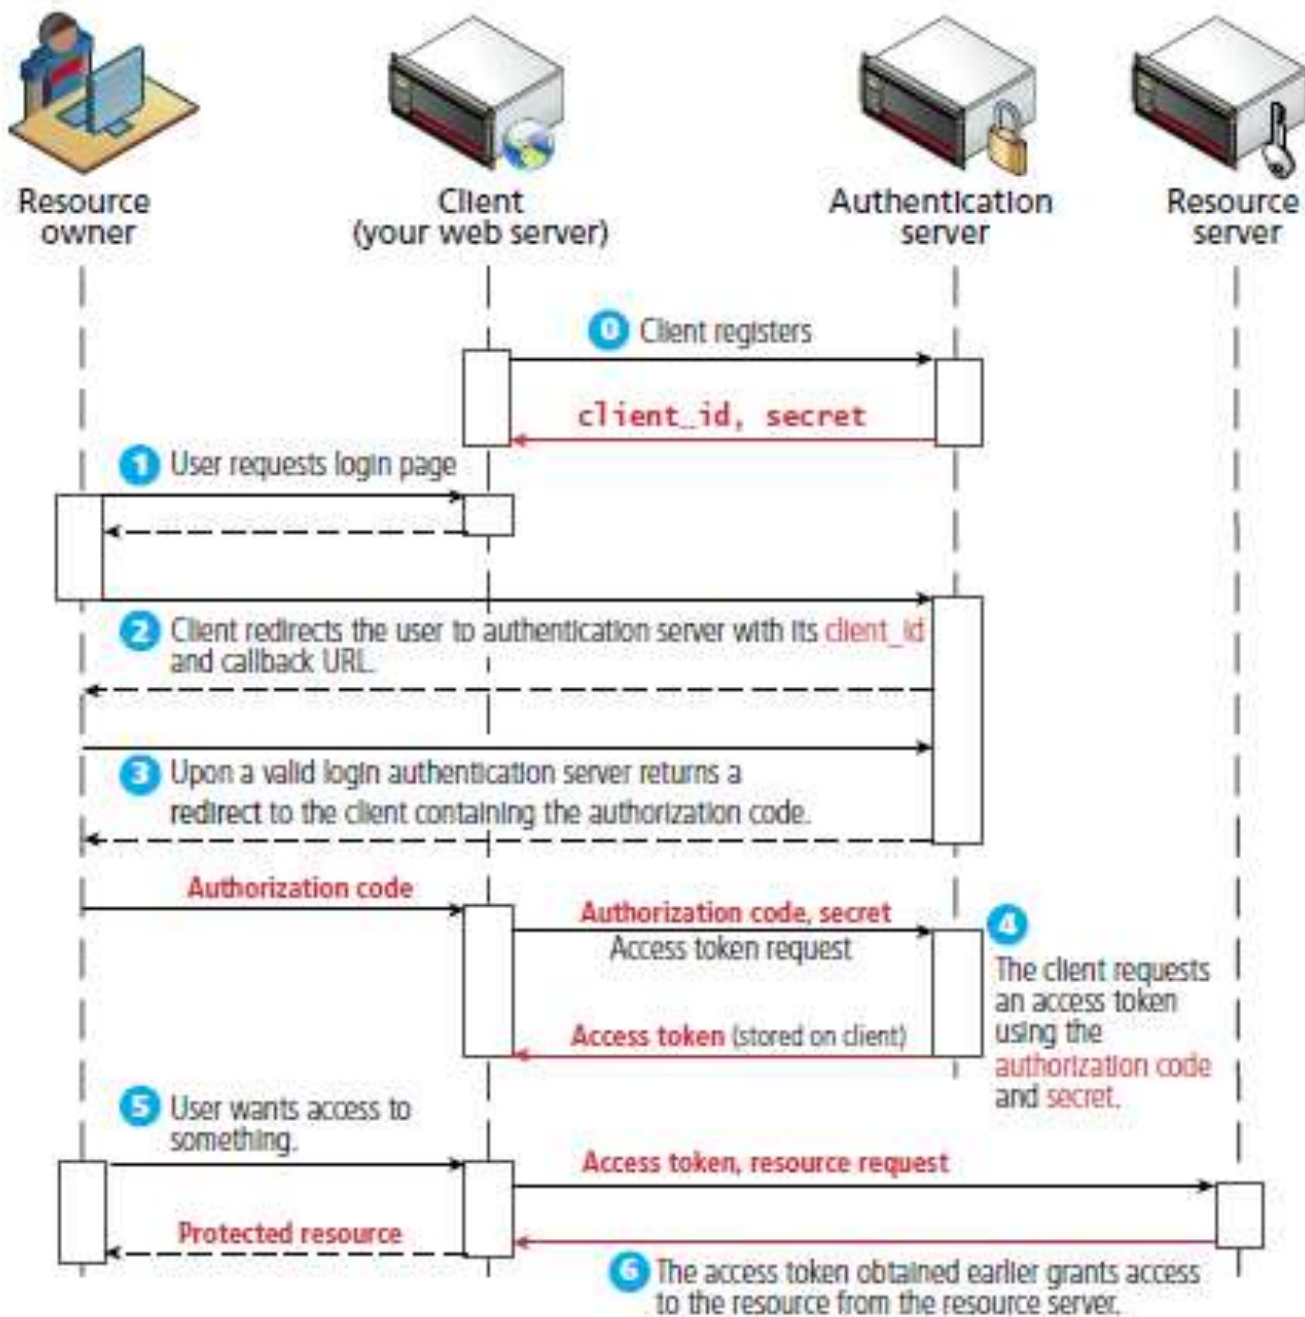 Resource
owner
Client
(your web server)
Authentication
server
Resource
server
0 Client registers
client_id, secret
1 User requests login page
2 Client redirects the user to authentication server with its client_id
and callback URL.
3 Upon a valid login authentication server returns a
redirect to the client containing the authorization code.
Authorization code
Authorization code, secret
Access token request
4
The client requests
an access token
using the
authorization code
and secret.
Access token (stored on client)
5 User wants access to
something.
Access token, resource request
Protected resource
6 The access token obtained earlier grants access
to the resource from the resource server.